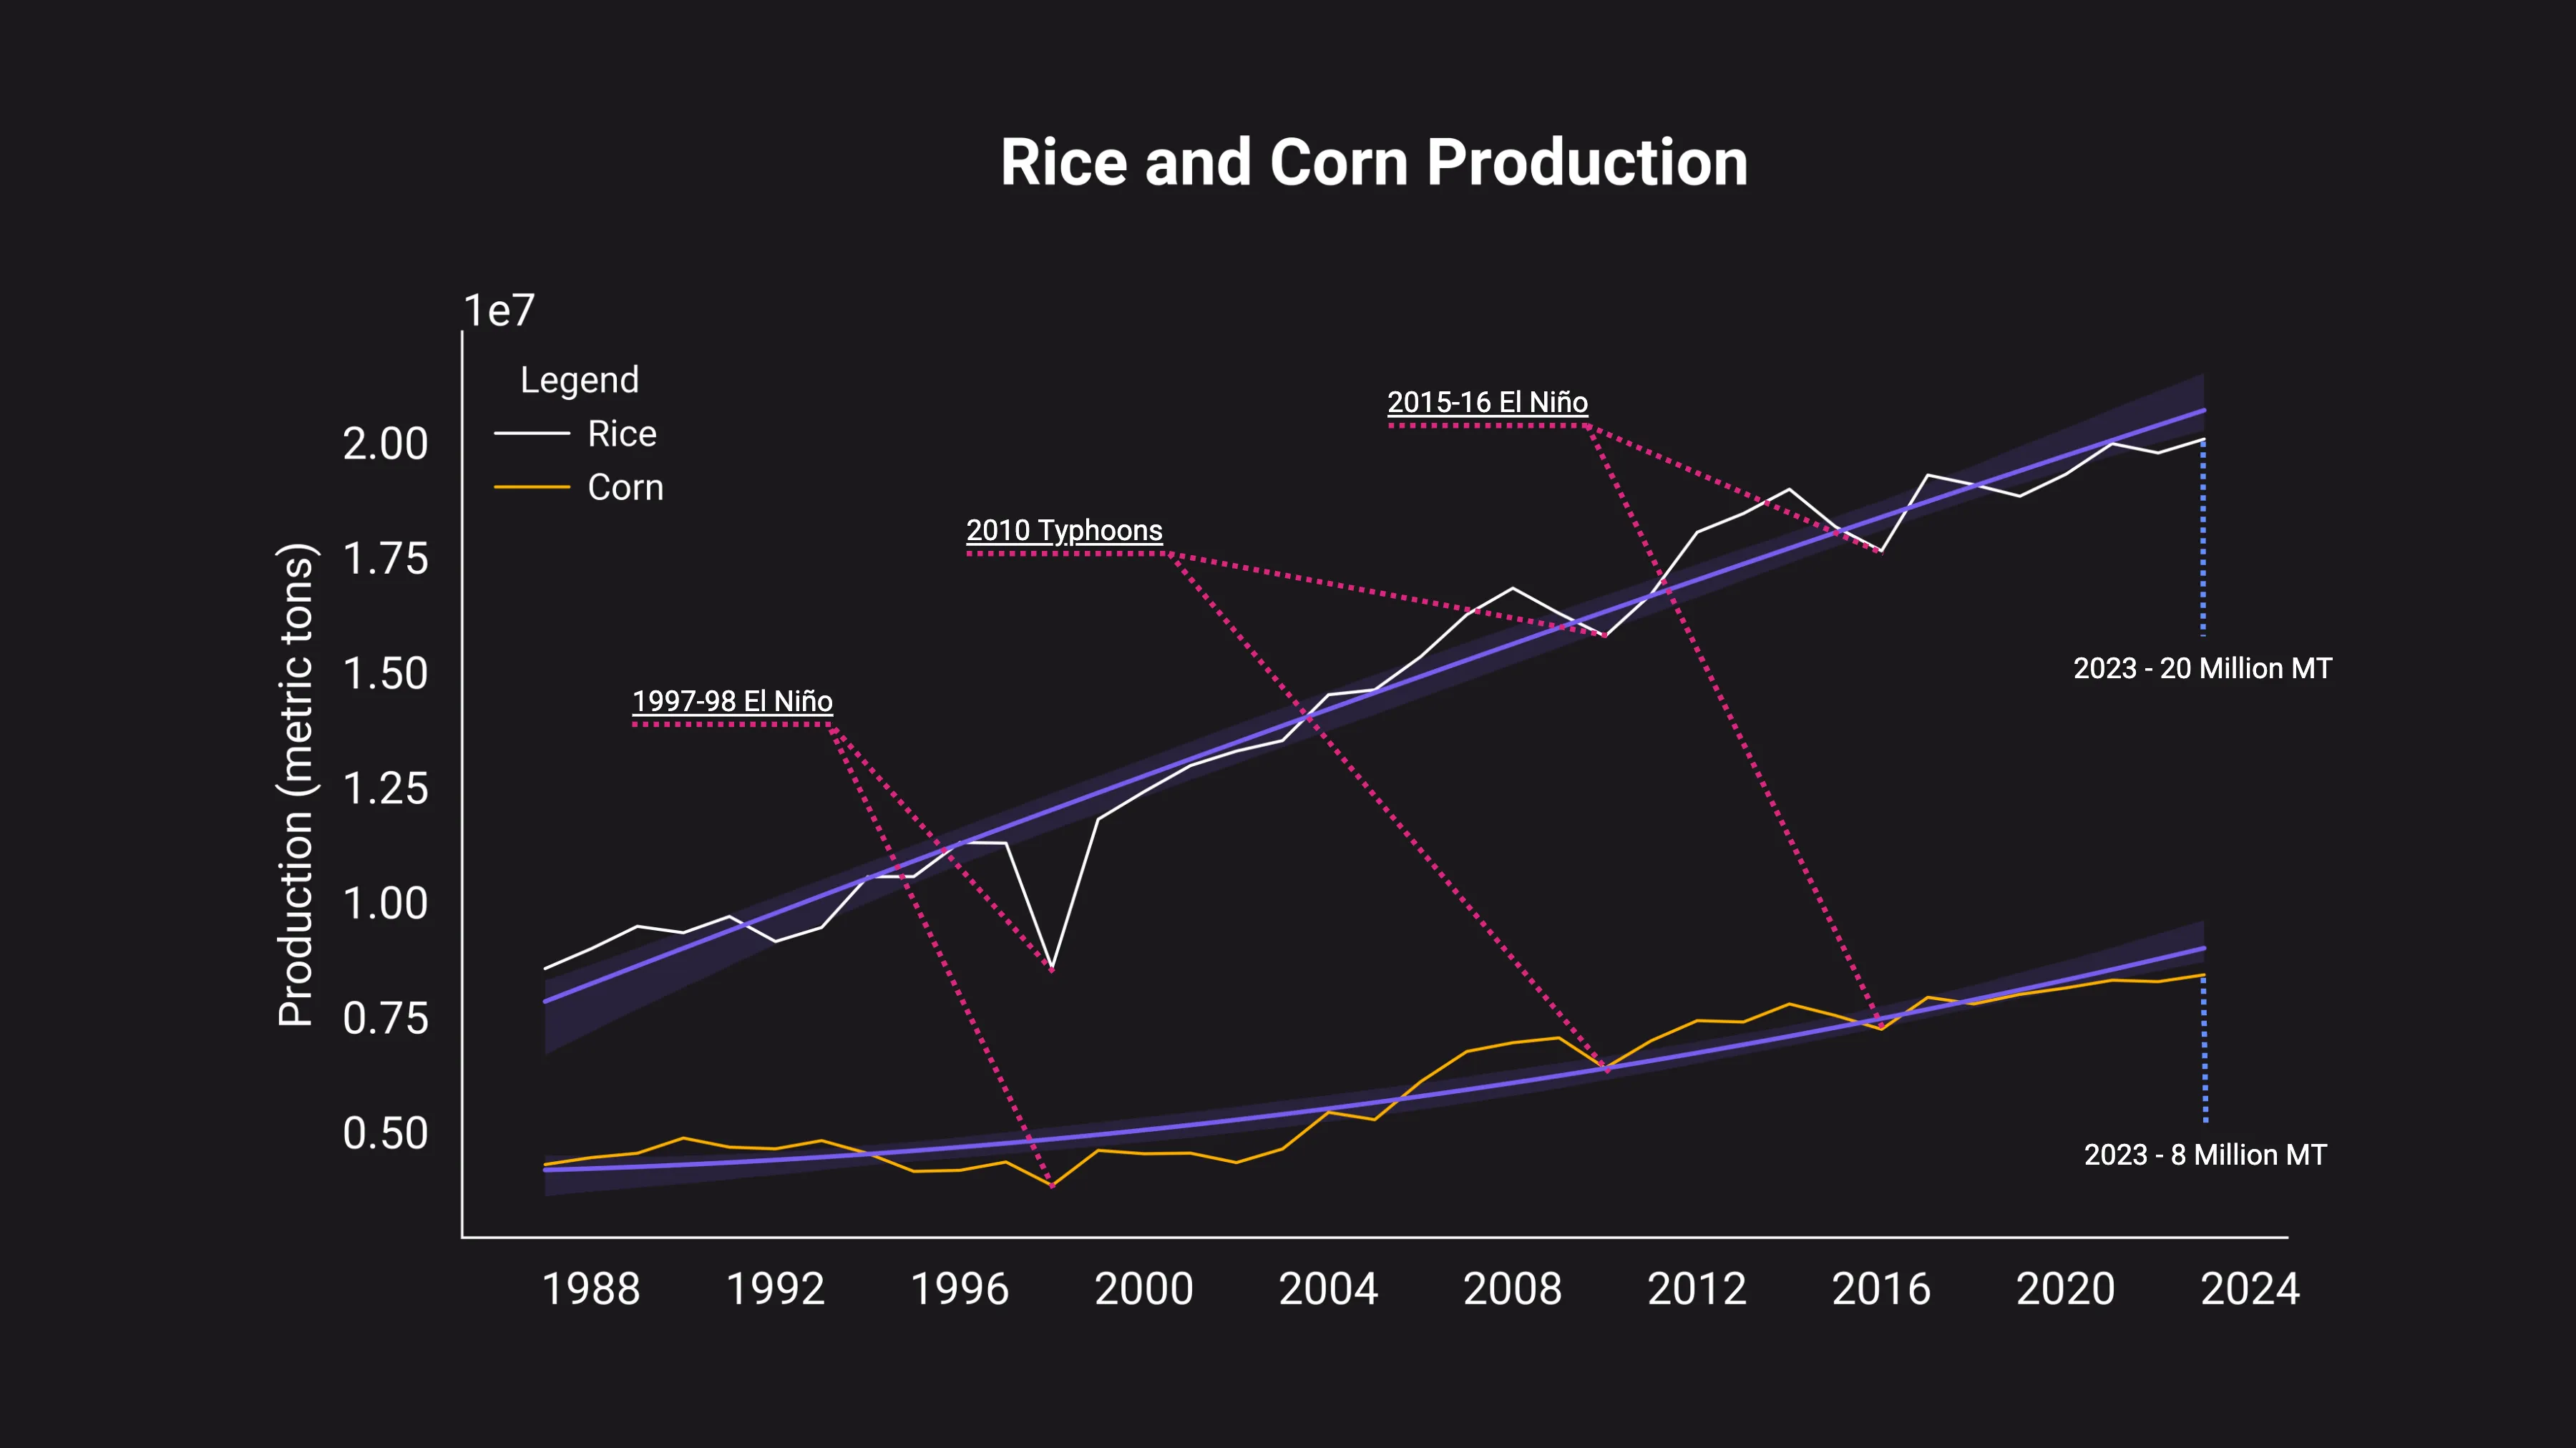 Rice and Corn Production
1e7
Legend
Rice
Corn
2.00
1.75
1.50
1.25
1.00
0.75
0.50
Production (metric tons)
2015-16 El Niño
2010 Typhoons
1997-98 El Niño
2023 - 20 Million MT
2023 - 8 Million MT
1988 1992 1996 2000 2004 2008 2012 2016 2020 2024